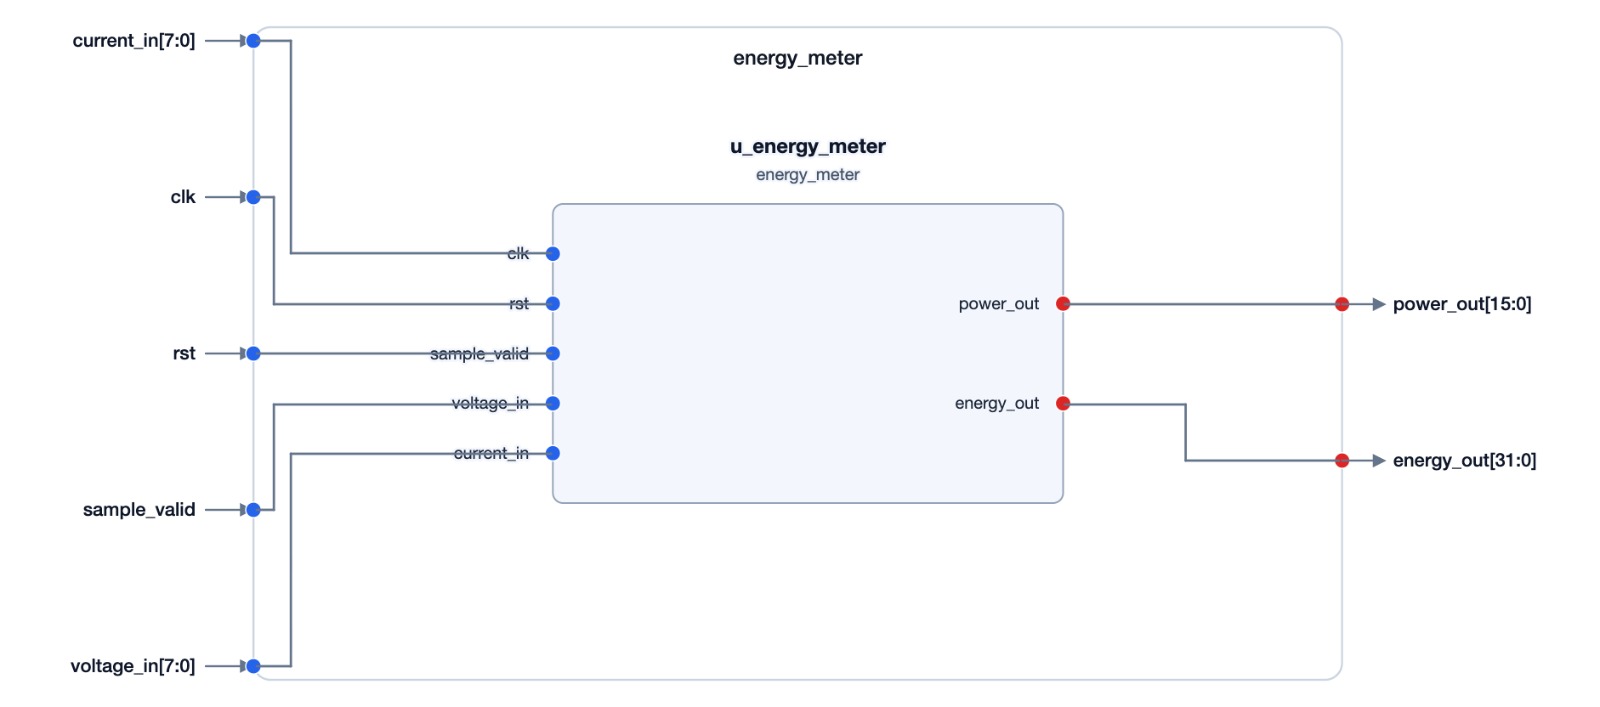 current_in[7:0]
energy_meter
u_energy_meter
energy_meter
clk
clk
rst
power_out
power_out[15:0]
rst
sample_valid
voltage_in
energy_out
current_in
energy_out[31:0]
sample_valid
voltage_in[7:0]